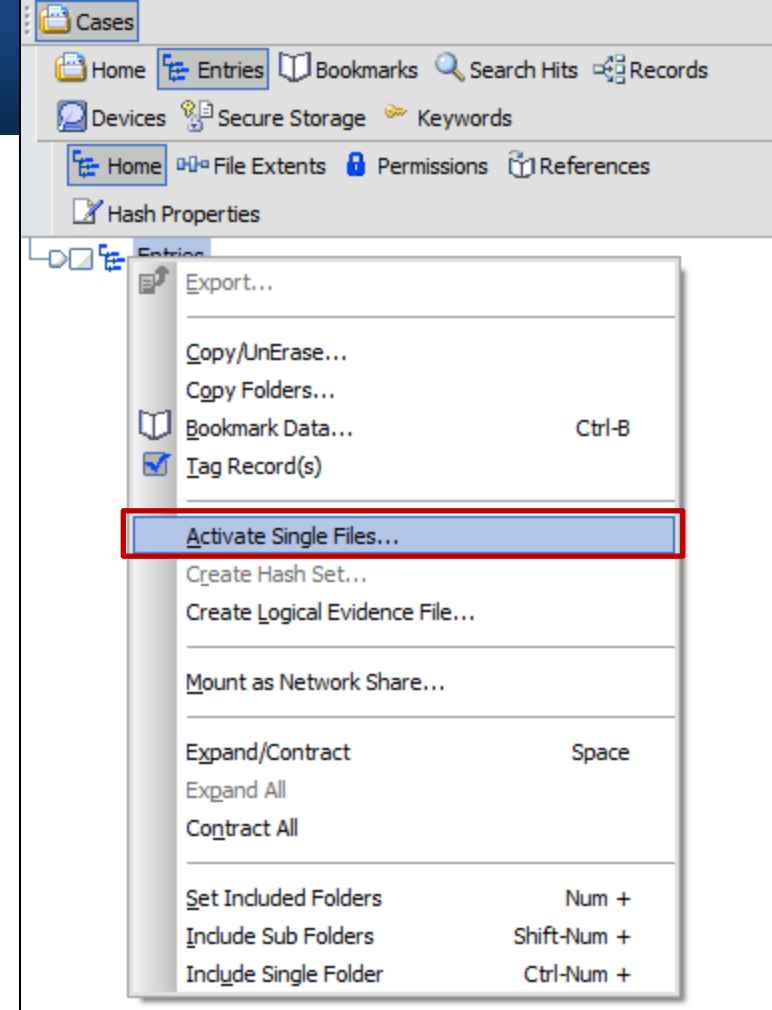 Cases
Home Entries Bookmarks Search Hits Records
Devices Secure Storage Keywords
Home File Extents Permissions References
Hash Properties
Entries
Export...
Copy/UnErase...
Copy Folders...
Bookmark Data... Ctrl-B
Tag Record(s)
Activate Single Files...
Create Hash Set...
Create Logical Evidence File...
Mount as Network Share...
Expand/Contract Space
Expand All
Contract All
Set Included Folders Num +
Include Sub Folders Shift-Num +
Include Single Folder Ctrl-Num +